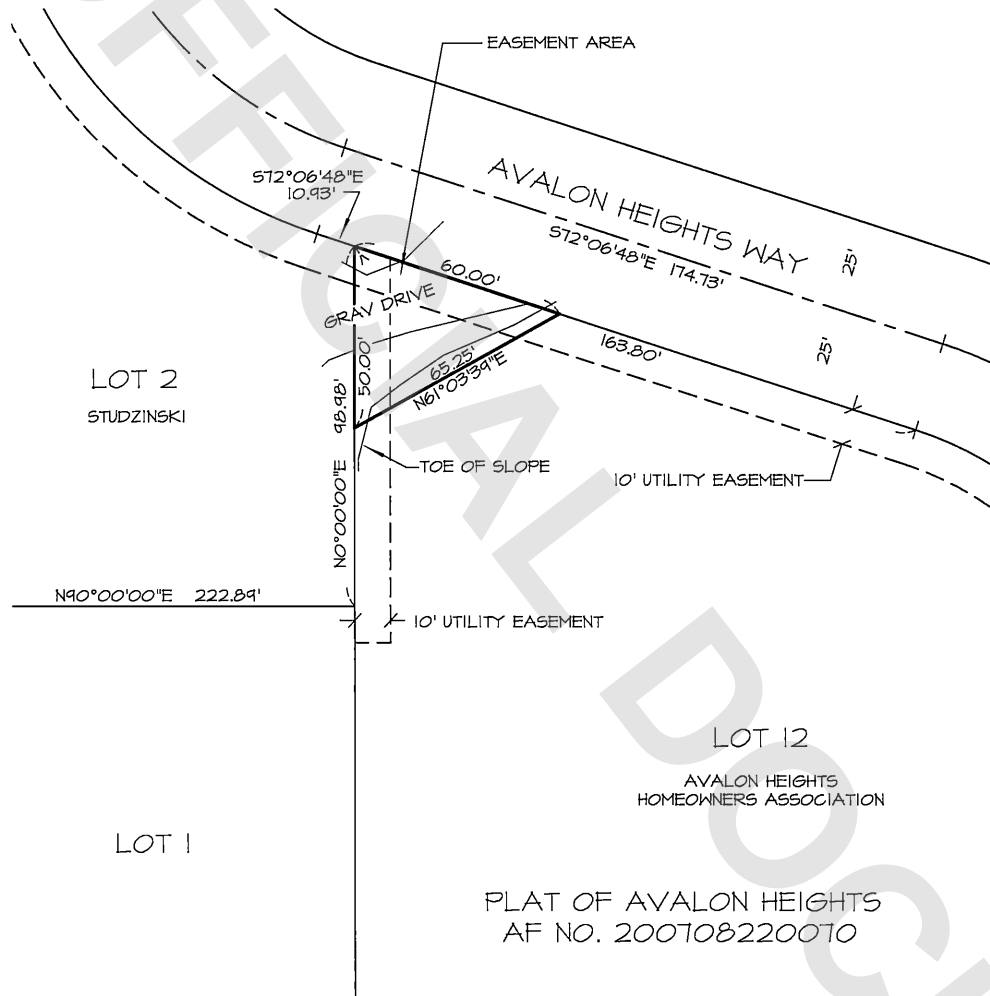 EASEMENT AREA
S72°06'48"E
10.93'
AVALON HEIGHTS WAY
S72°06'48"E 174.73'
25'
25'
60.00'
GRAV DRIVE
163.80'
65.25'
N61°03'39"E
50.00'
98.98'
N0°00'00"E
LOT 2
STUDZINSKI
TOE OF SLOPE
10' UTILITY EASEMENT
N90°00'00"E 222.89'
10' UTILITY EASEMENT
LOT 12
AVALON HEIGHTS
HOMEOWNERS ASSOCIATION
LOT 1
PLAT OF AVALON HEIGHTS
AF NO. 200708220070
FFICIAL DOC